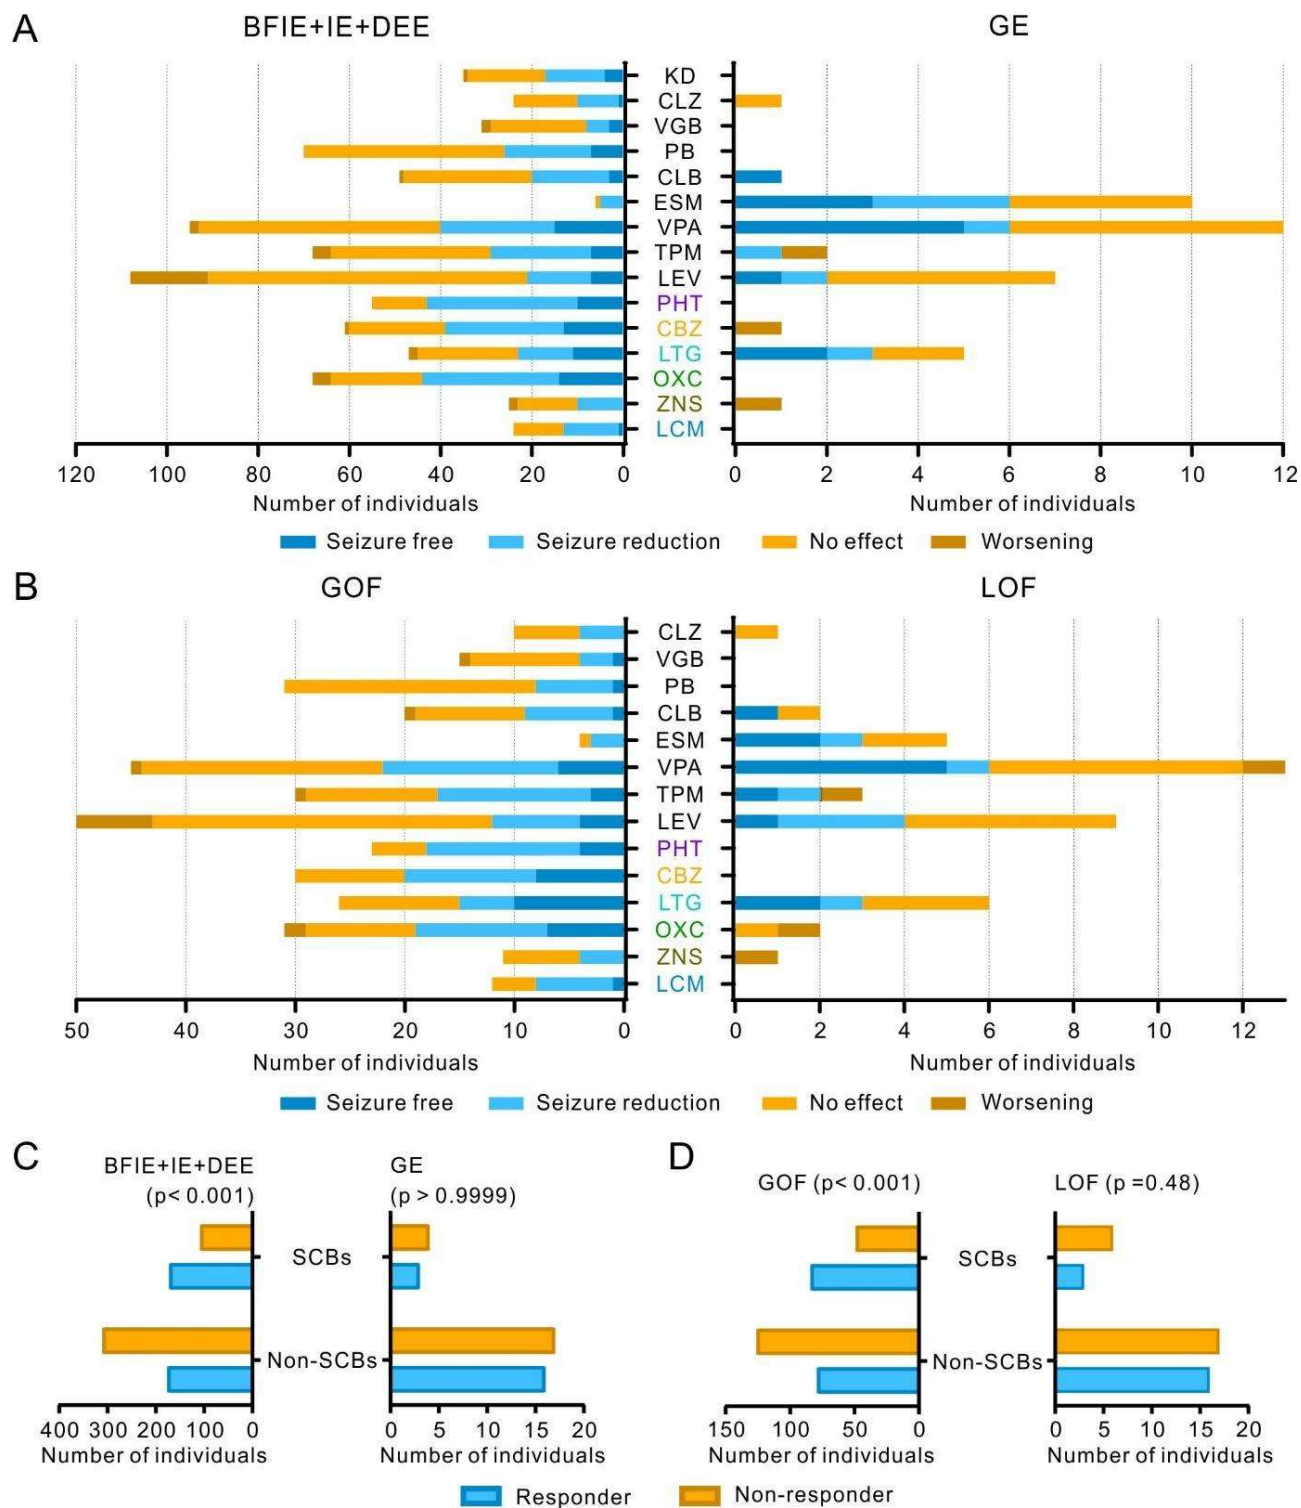 A
BFIE+IE+DEE
GE
KD
CLZ
VGB
PB
CLB
ESM
VPA
TPM
LEV
PHT
CBZ
LTG
OXC
ZNS
LCM
120 100 80 60 40 20 0
0 2 4 6 8 10 12
Number of individuals
Number of individuals
Seizure free Seizure reduction No effect Worsening
B
GOF
LOF
CLZ
VGB
PB
CLB
ESM
VPA
TPM
LEV
PHT
CBZ
LTG
OXC
ZNS
LCM
50 40 30 20 10 0
0 2 4 6 8 10 12
Number of individuals
Number of individuals
Seizure free Seizure reduction No effect Worsening
C
BFIE+IE+DEE
(p< 0.001)
GE
(p > 0.9999)
SCBs
Non-SCBs
400 300 200 100 0
0 5 10 15 20
Number of individuals
Number of individuals
D
GOF (p< 0.001)
LOF (p =0.48)
SCBs
Non-SCBs
150 100 50 0
0 5 10 15 20
Number of individuals
Number of individuals
Responder Non-responder